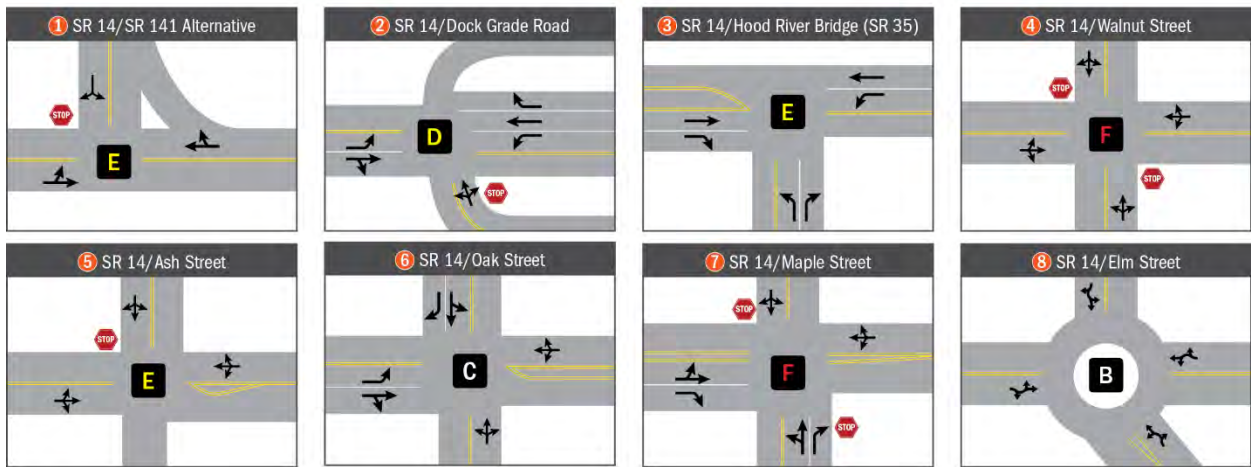 1 SR 14/SR 141 Alternative
STOP
E
2 SR 14/Dock Grade Road
D
STOP
3 SR 14/Hood River Bridge (SR 35)
E
4 SR 14/Walnut Street
STOP
F
STOP
5 SR 14/Ash Street
STOP
E
6 SR 14/Oak Street
C
7 SR 14/Maple Street
STOP
F
STOP
8 SR 14/Elm Street
B